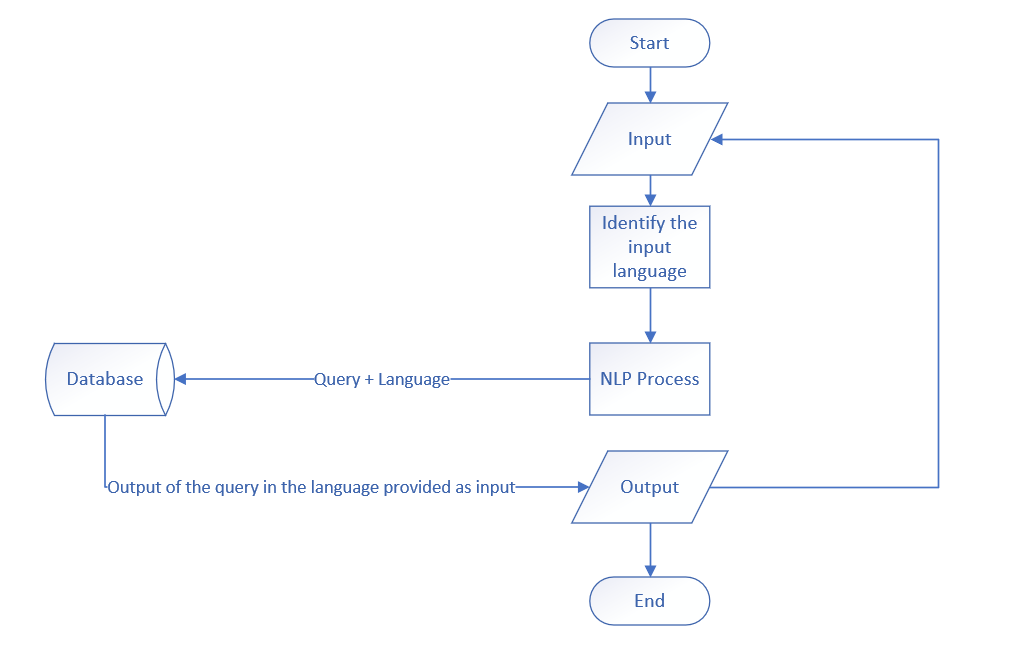 Start
Input
Identify the
input
language
NLP Process
Query + Language
Database
Output of the query in the language provided as input
Output
End